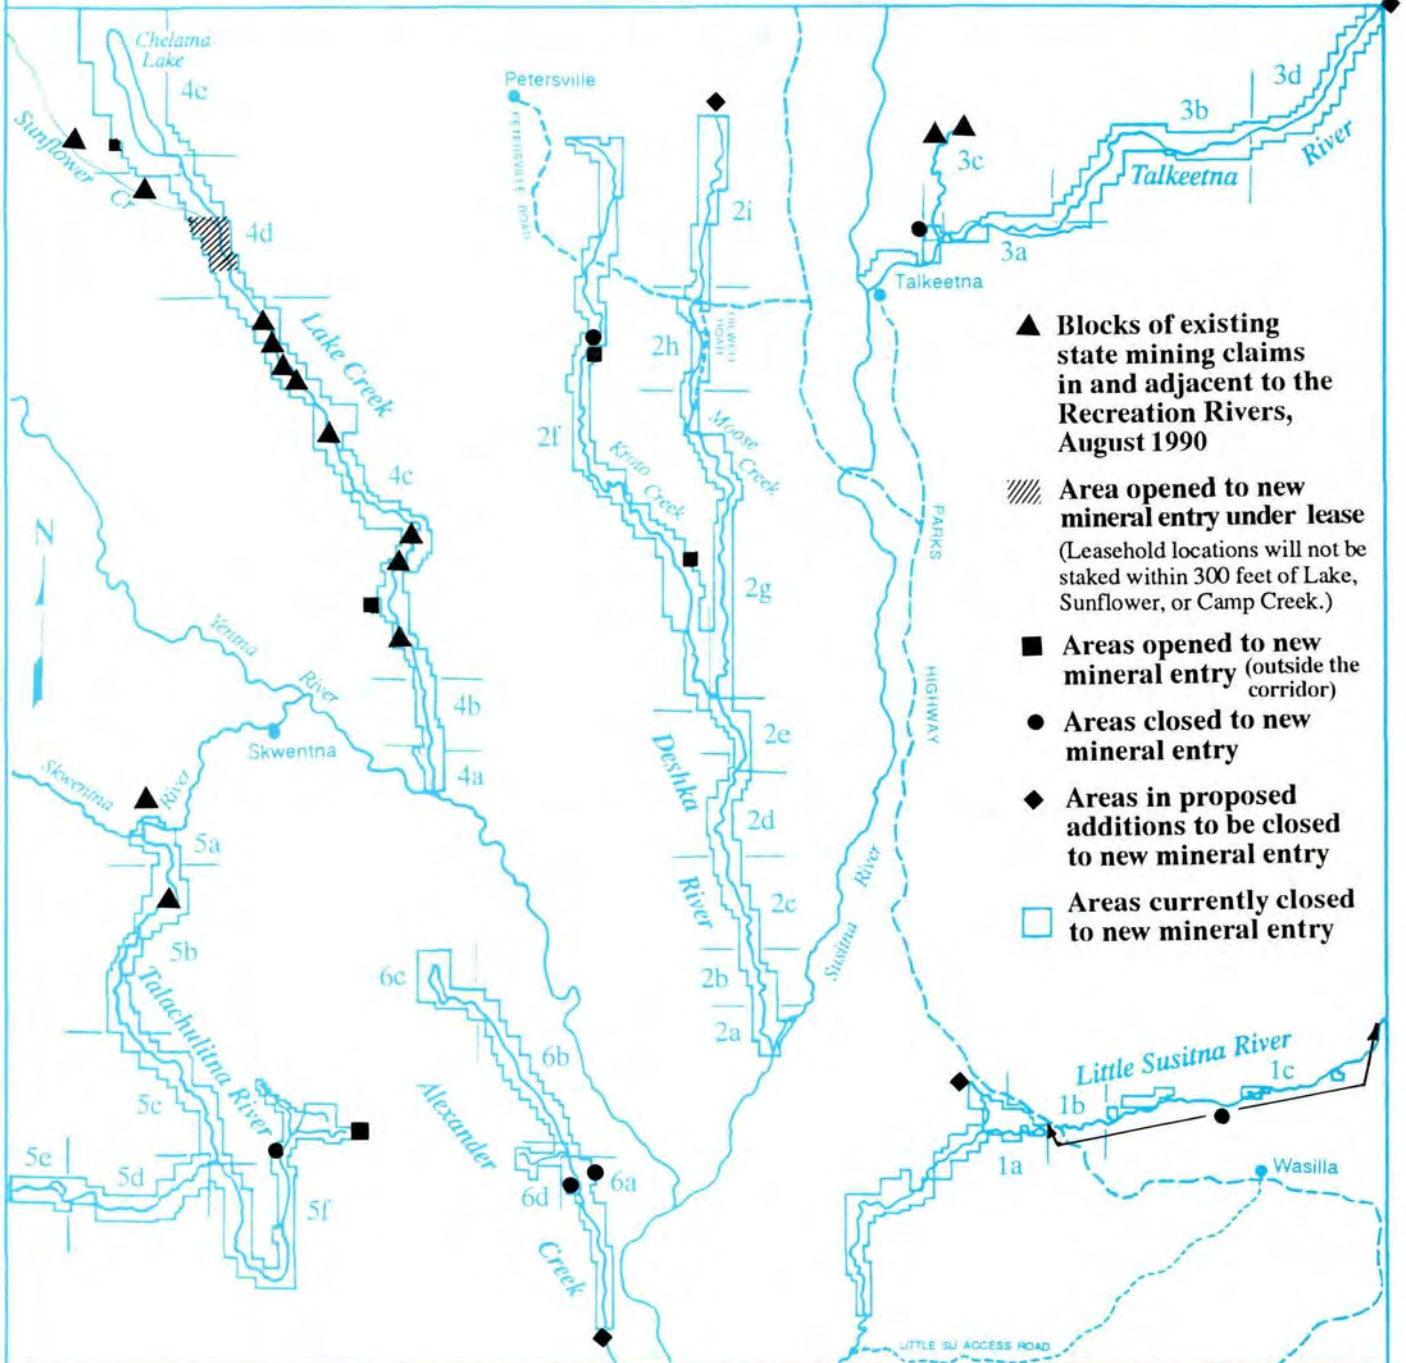 Chelatna
Lake
4e
Sunflower
Cr
4d
Lake Creek
4c
4b
4a
N
Yentna
River
Skwentna
Skwentna
River
5a
5b
Talachulitna River
5c
5d
5e
5f
Petersville
PETERSVILLE ROAD
2i
2h
2f
Moose
Creek
Kroto
Creek
2g
2e
Deshka
River
2d
2c
2b
2a
Susitna
River
3d
3b
3c
3a
Talkeetna
River
Talkeetna
PARKS
HIGHWAY
▲ Blocks of existing
state mining claims
in and adjacent to the
Recreation Rivers,
August 1990
Area opened to new
mineral entry under lease
(Leasehold locations will not be
staked within 300 feet of Lake,
Sunflower, or Camp Creek.)
■ Areas opened to new
mineral entry (outside the
corridor)
● Areas closed to new
mineral entry
◆ Areas in proposed
additions to be closed
to new mineral entry
□ Areas currently closed
to new mineral entry
6c
6b
Alexander
Creek
6d
6a
Little Susitna River
1c
1b
1a
Wasilla
LITTLE SU ACCESS ROAD